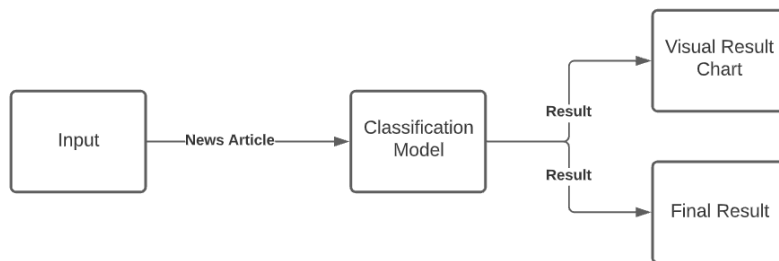 Input
News Article
Classification
Model
Result
Result
Visual Result
Chart
Final Result